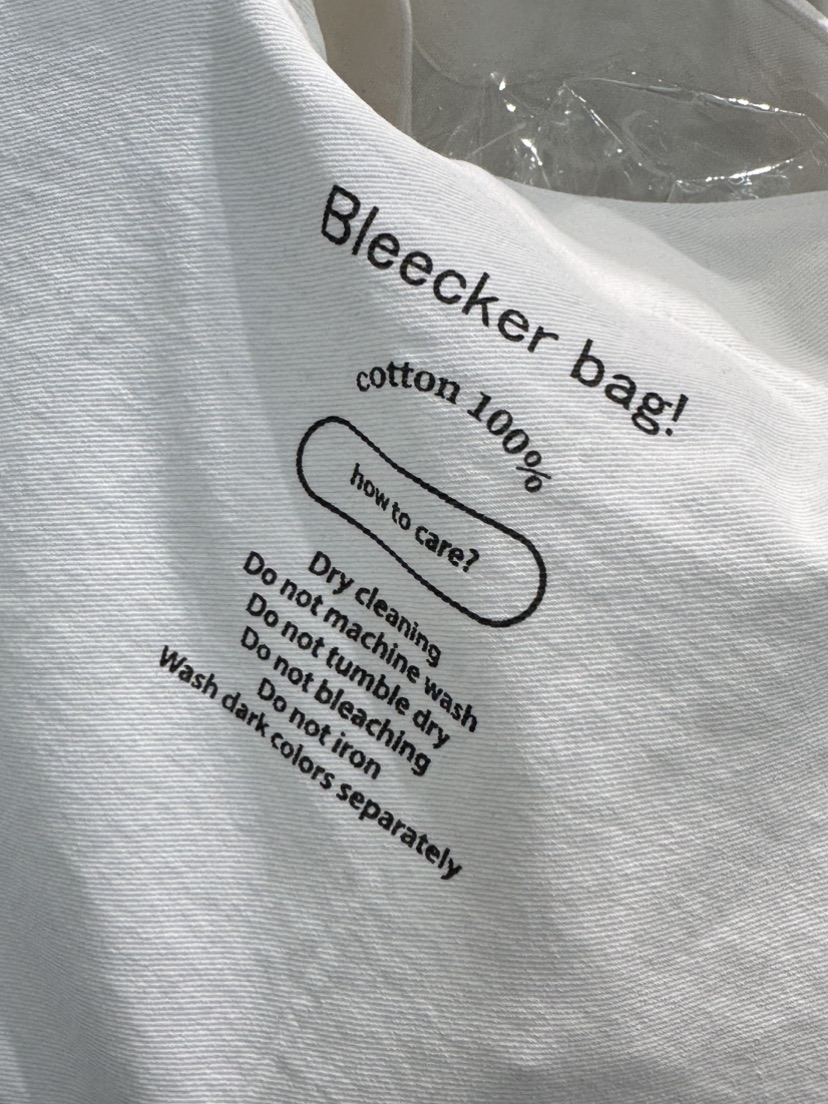 Bleecker bag!
cotton 100%
how to care?
Dry cleaning
Do not machine wash
Do not tumble dry
Do not bleaching
Do not iron
Wash dark colors separately